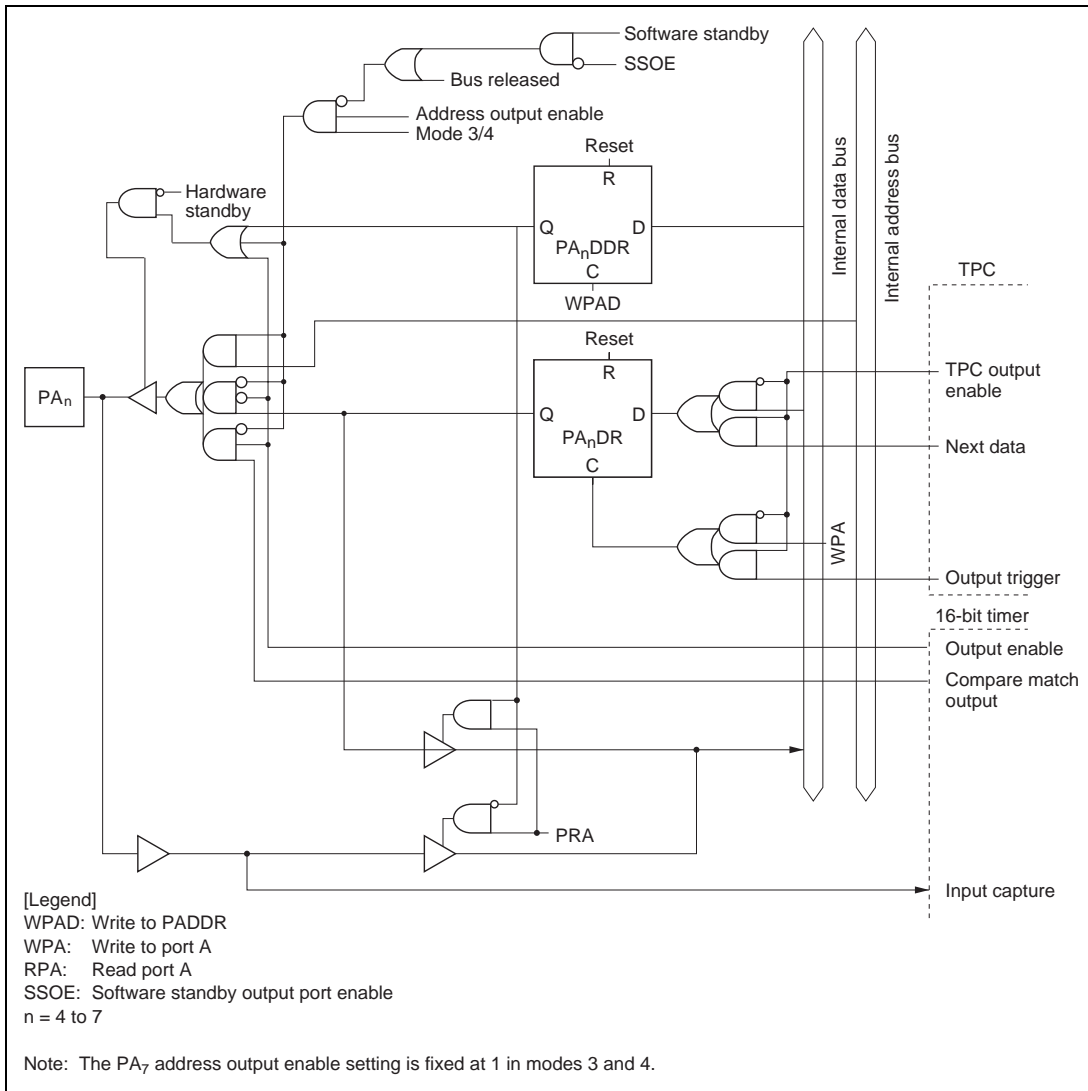 Software standby
SSOE
Bus released
Address output enable
Mode 3/4
Reset
R
Hardware
standby
Q
D
PAnDDR
C
WPAD
Internal data bus
Internal address bus
TPC
Reset
R
TPC output
enable
PAn
Q
D
PAnDR
C
Next data
WPA
Output trigger
16-bit timer
Output enable
Compare match
output
PRA
Input capture
[Legend]
WPAD: Write to PADDR
WPA: Write to port A
RPA: Read port A
SSOE: Software standby output port enable
n = 4 to 7
Note: The PA7 address output enable setting is fixed at 1 in modes 3 and 4.